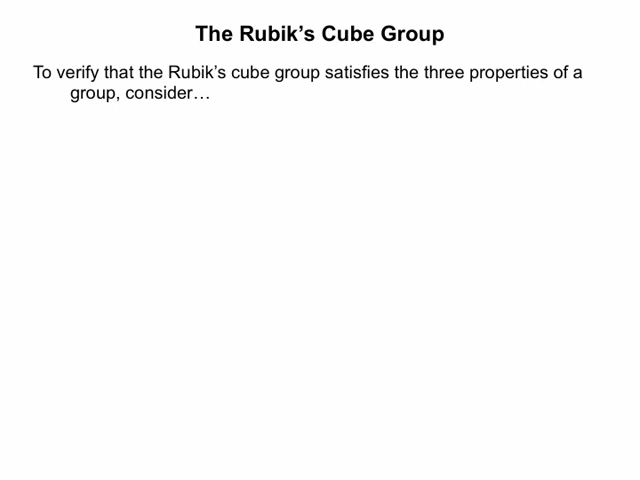 The Rubik’s Cube Group
To verify that the Rubik’s cube group satisfies the three properties of a
group, consider…